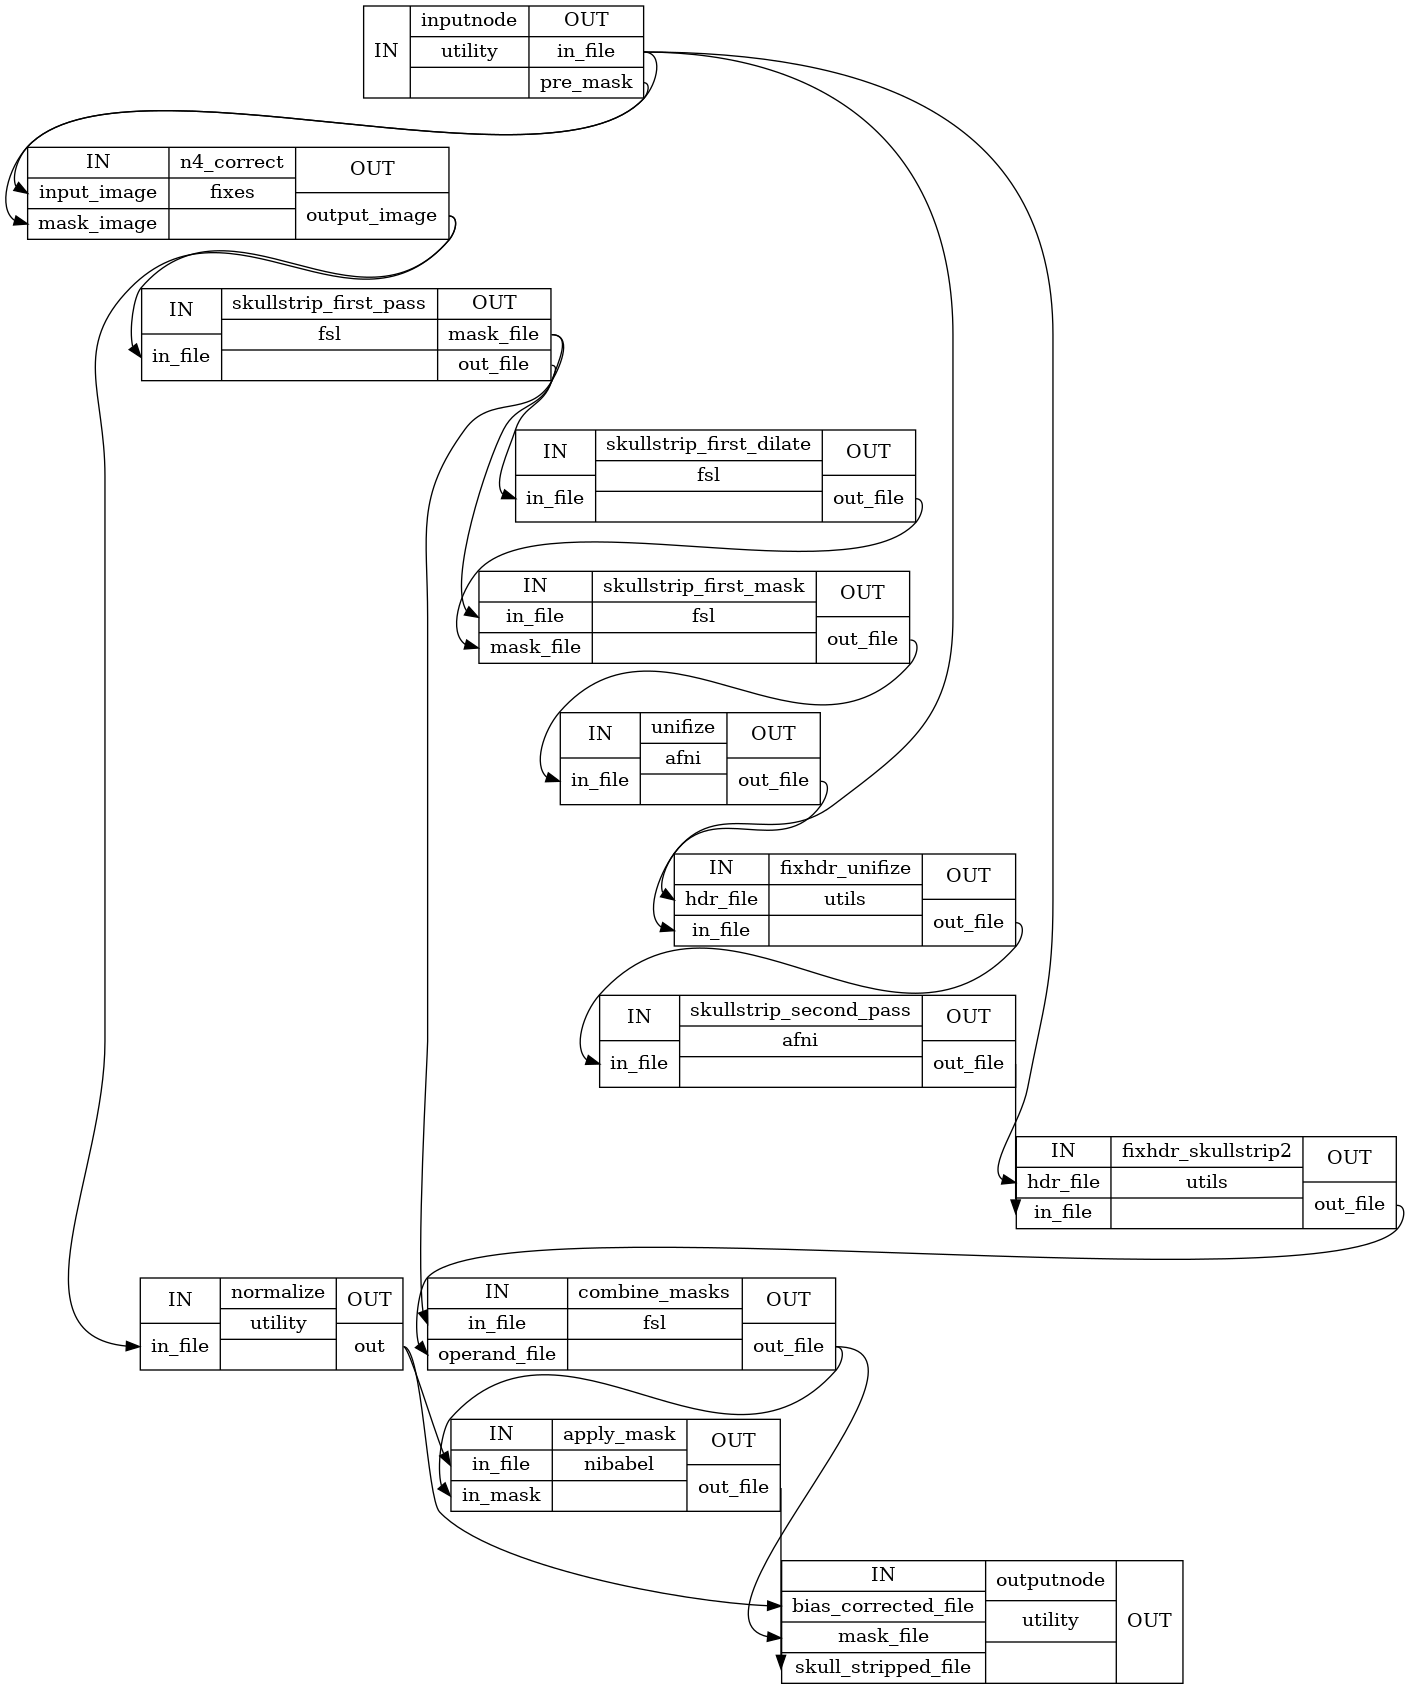 IN inputnode OUT
utility in_file
pre_mask
IN n4_correct OUT
input_image fixes
mask_image output_image
IN skullstrip_first_pass OUT
fsl mask_file
in_file out_file
IN skullstrip_first_dilate OUT
fsl
in_file out_file
IN skullstrip_first_mask OUT
in_file fsl
mask_file out_file
IN unifize OUT
afni
in_file out_file
IN fixhdr_unifize OUT
hdr_file utils
in_file out_file
IN skullstrip_second_pass OUT
afni
in_file out_file
IN fixhdr_skullstrip2 OUT
hdr_file utils
in_file out_file
IN normalize OUT
utility
in_file out
IN combine_masks OUT
in_file fsl
operand_file out_file
IN apply_mask OUT
in_file nibabel
in_mask out_file
IN outputnode OUT
bias_corrected_file utility
mask_file
skull_stripped_file